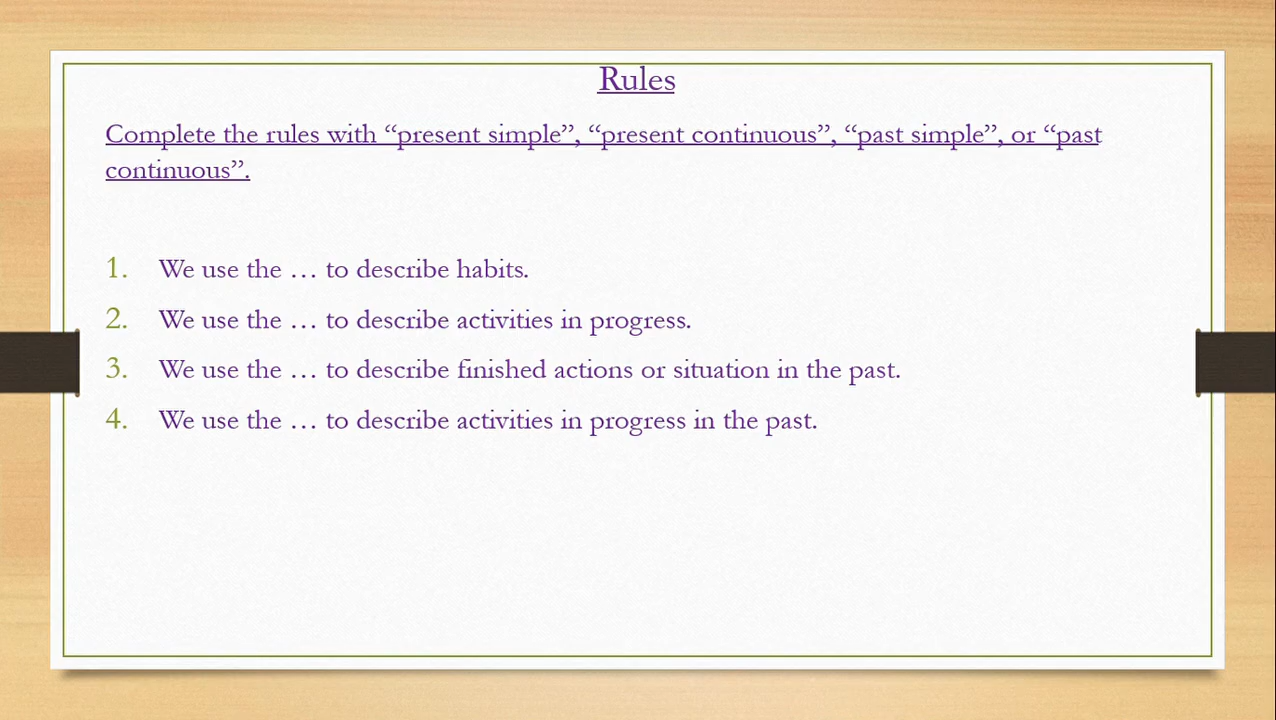 Rules
Complete the rules with “present simple”, “present continuous”, “past simple”, or “past
continuous”.
1. We use the … to describe habits.
2. We use the … to describe activities in progress.
3. We use the … to describe finished actions or situation in the past.
4. We use the … to describe activities in progress in the past.